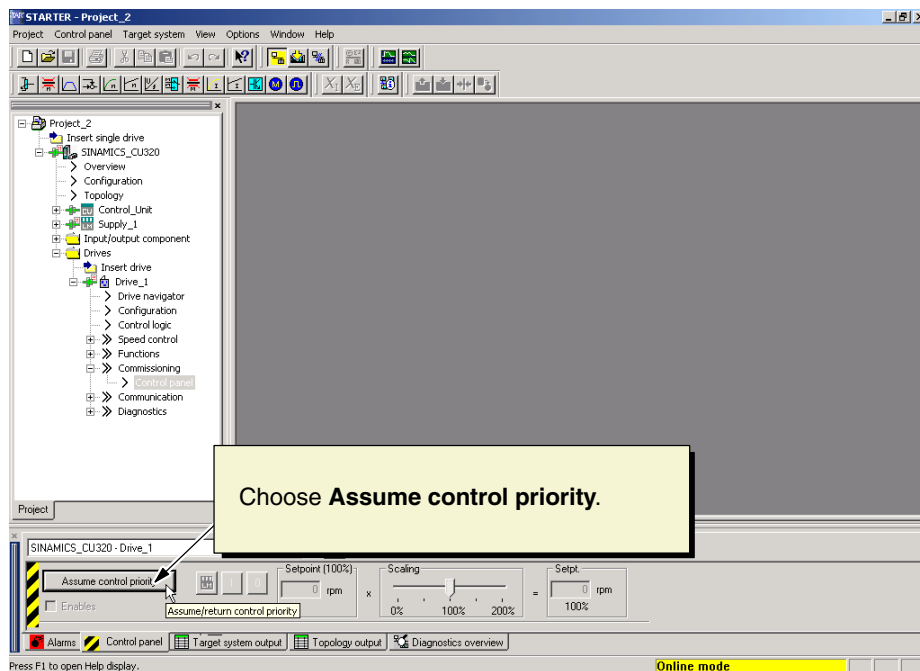 STARTER - Project_2
Project Control panel Target system View Options Window Help
Project_2
Insert single drive
SINAMICS_CU320
Overview
Configuration
Topology
Control_Unit
Supply_1
Input/output component
Drives
Insert drive
Drive_1
Drive navigator
Configuration
Control logic
Speed control
Functions
Commissioning
Control panel
Communication
Diagnostics
Choose Assume control priority.
Project
SINAMICS_CU320 - Drive_1
Assume control priority
Enables
Assume/return control priority
1 0
Setpoint (100%)
0 rpm
x
Scaling
0% 100% 200%
=
Setpt.
0 rpm
100%
Alarms Control panel Target system output Topology output Diagnostics overview
Press F1 to open Help display.
Online mode